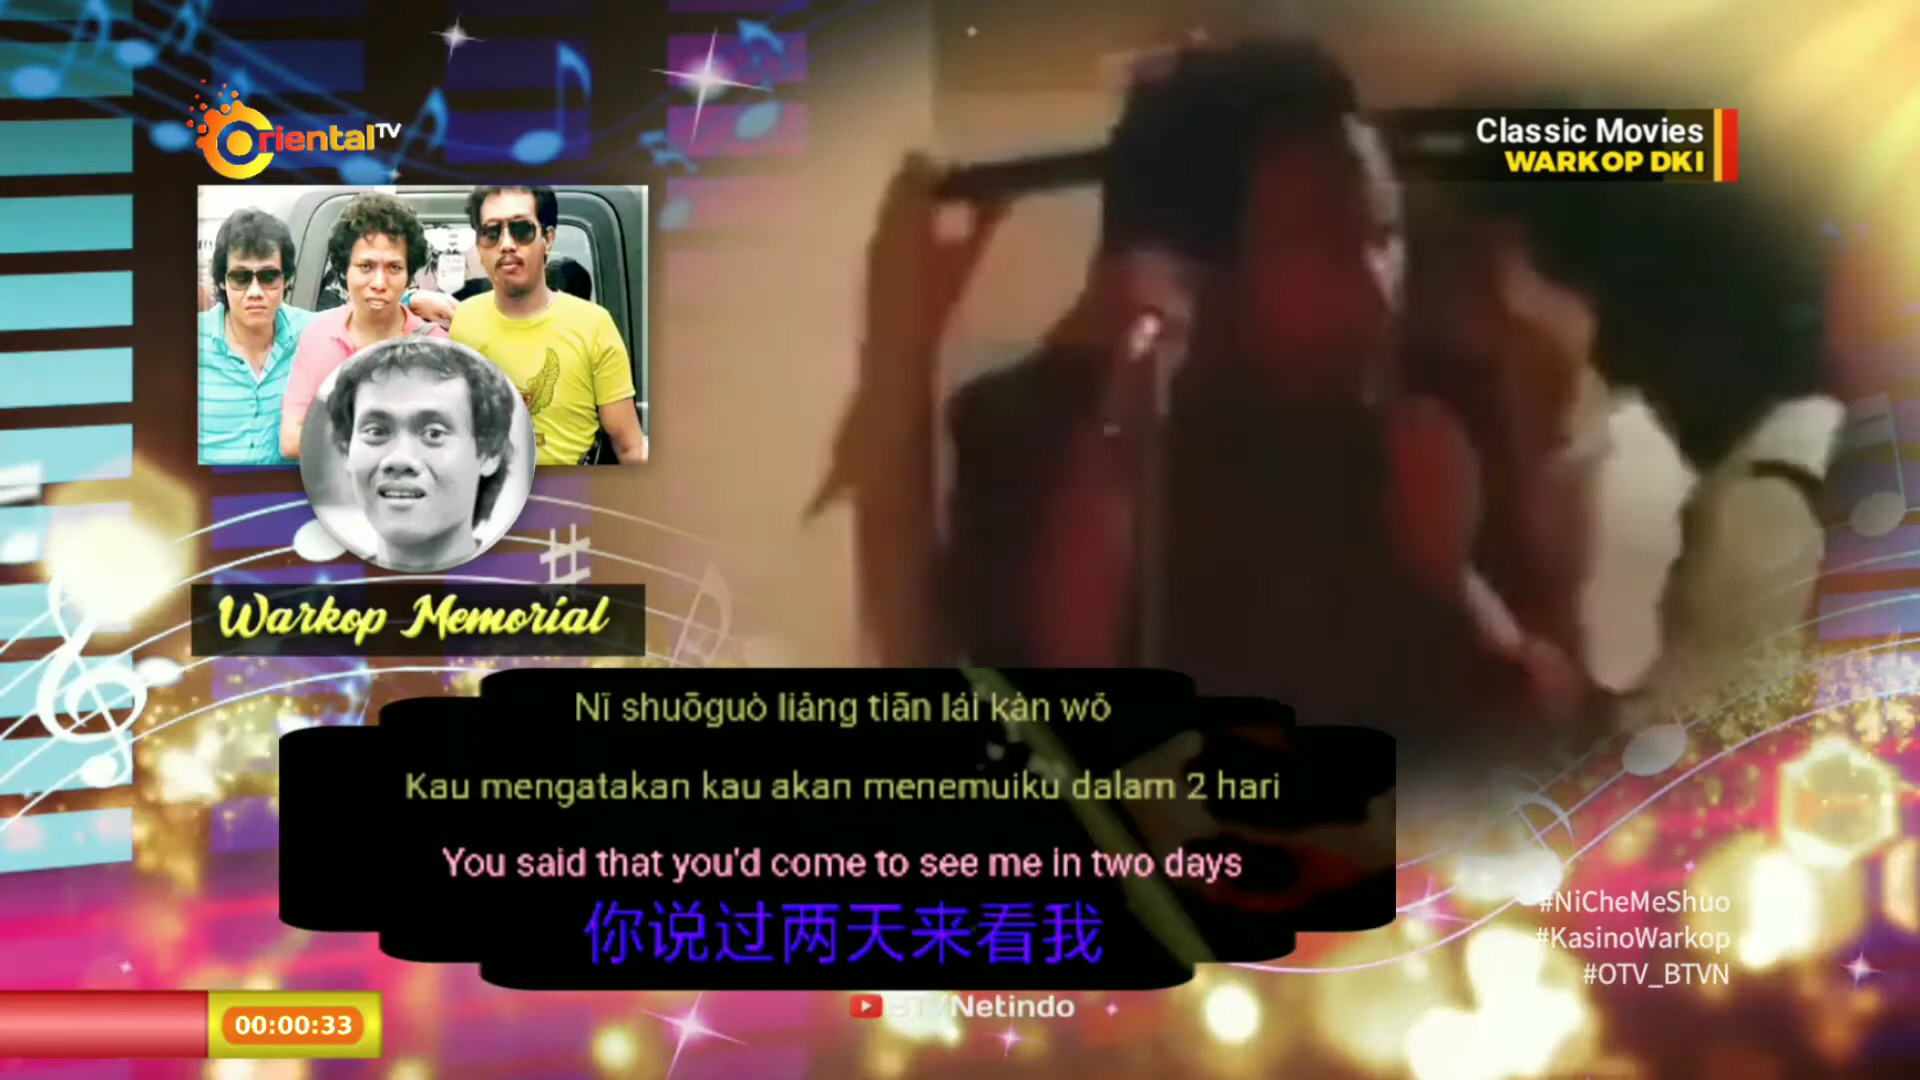 Oriental TV
Classic Movies
WARKOP DKI
Warkop Memorial
Nǐ shuōguò liǎng tiān lái kàn wǒ
Kau mengatakan kau akan menemuiku dalam 2 hari
You said that you'd come to see me in two days
你说过两天来看我
#NiCheMeShuo
#KasinoWarkop
#OTV_BTVN
Netindo
00:00:33